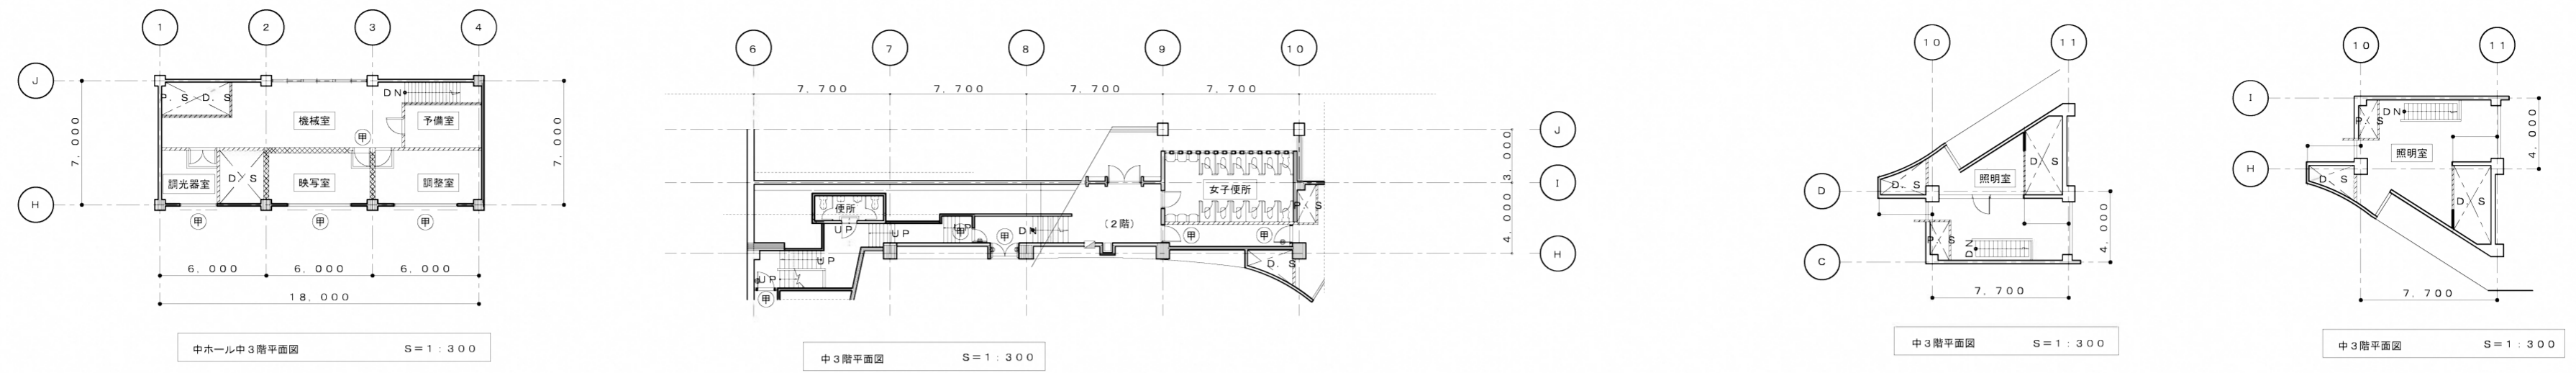 1 2 3 4
J
P.S D.S
DN
機械室
予備室
甲
7,000
7,000
調光器室
D.S
映写室
調整室
H
甲 甲 甲
6,000 6,000 6,000
18,000
中ホール中3階平面図 S=1:300
6 7 8 9 10
7,700 7,700 7,700 7,700
J
3,000
I
女子便所
P.S
便所
UP UP UP DN
甲 甲
(2階)
甲 甲
4,000
H
UP
D.S
UP
甲
中3階平面図 S=1:300
10 11
D.S
D
D.S
照明室
P.S
DN
4,000
C
7,700
中3階平面図 S=1:300
10 11
I
DN
P.S
照明室
4,000
H
D.S
D.S
7,700
中3階平面図 S=1:300